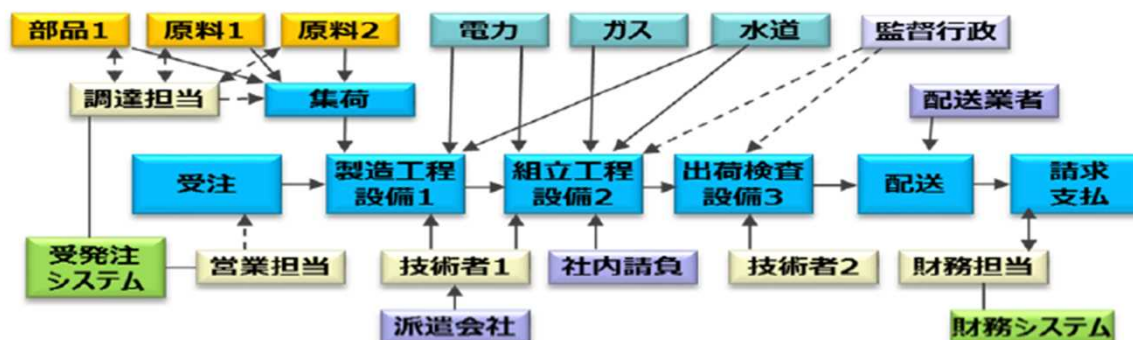 部品1
原料1
原料2
電力
ガス
水道
監督行政
調達担当
集荷
配送業者
受注
製造工程
設備1
組立工程
設備2
出荷検査
設備3
配送
請求
支払
受発注
システム
営業担当
技術者1
社内請負
技術者2
財務担当
派遣会社
財務システム